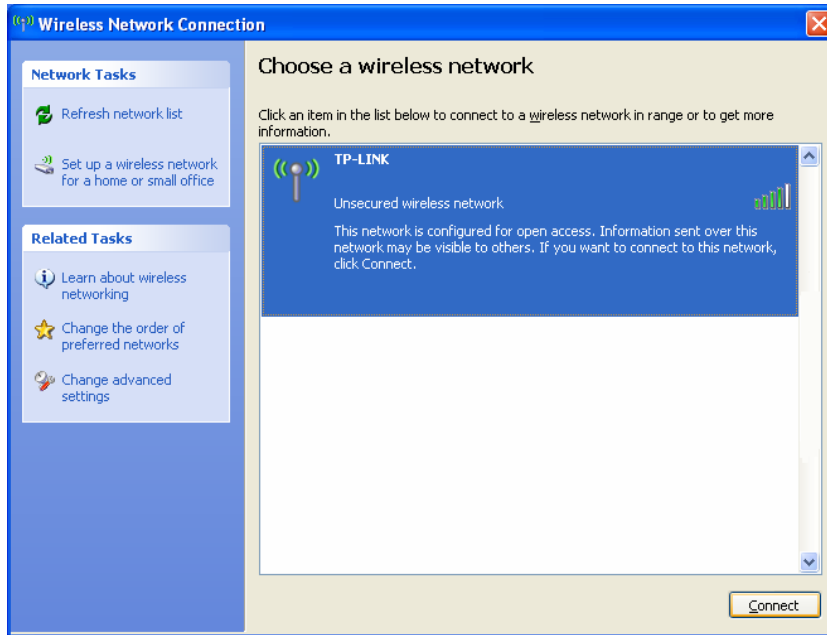 Wireless Network Connection
Network Tasks
Refresh network list
Set up a wireless network
for a home or small office
Related Tasks
Learn about wireless
networking
Change the order of
preferred networks
Change advanced
settings
Choose a wireless network
Click an item in the list below to connect to a wireless network in range or to get more
information.
TP-LINK
Unsecured wireless network
This network is configured for open access. Information sent over this
network may be visible to others. If you want to connect to this network,
click Connect.
Connect